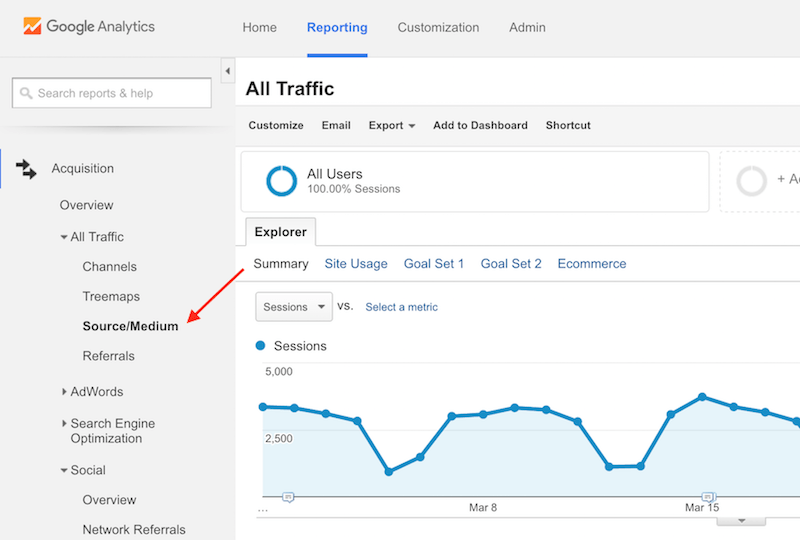 Google Analytics
Home
Reporting
Customization
Admin
Search reports & help
Acquisition
Overview
All Traffic
Channels
Treemaps
Source/Medium
Referrals
AdWords
Search Engine
Optimization
Social
Overview
Network Referrals
All Traffic
Customize
Email
Export
Add to Dashboard
Shortcut
All Users
100.00% Sessions
+ A
Explorer
Summary
Site Usage
Goal Set 1
Goal Set 2
Ecommerce
Sessions
vs.
Select a metric
Sessions
5,000
2,500
...
Mar 8
Mar 15